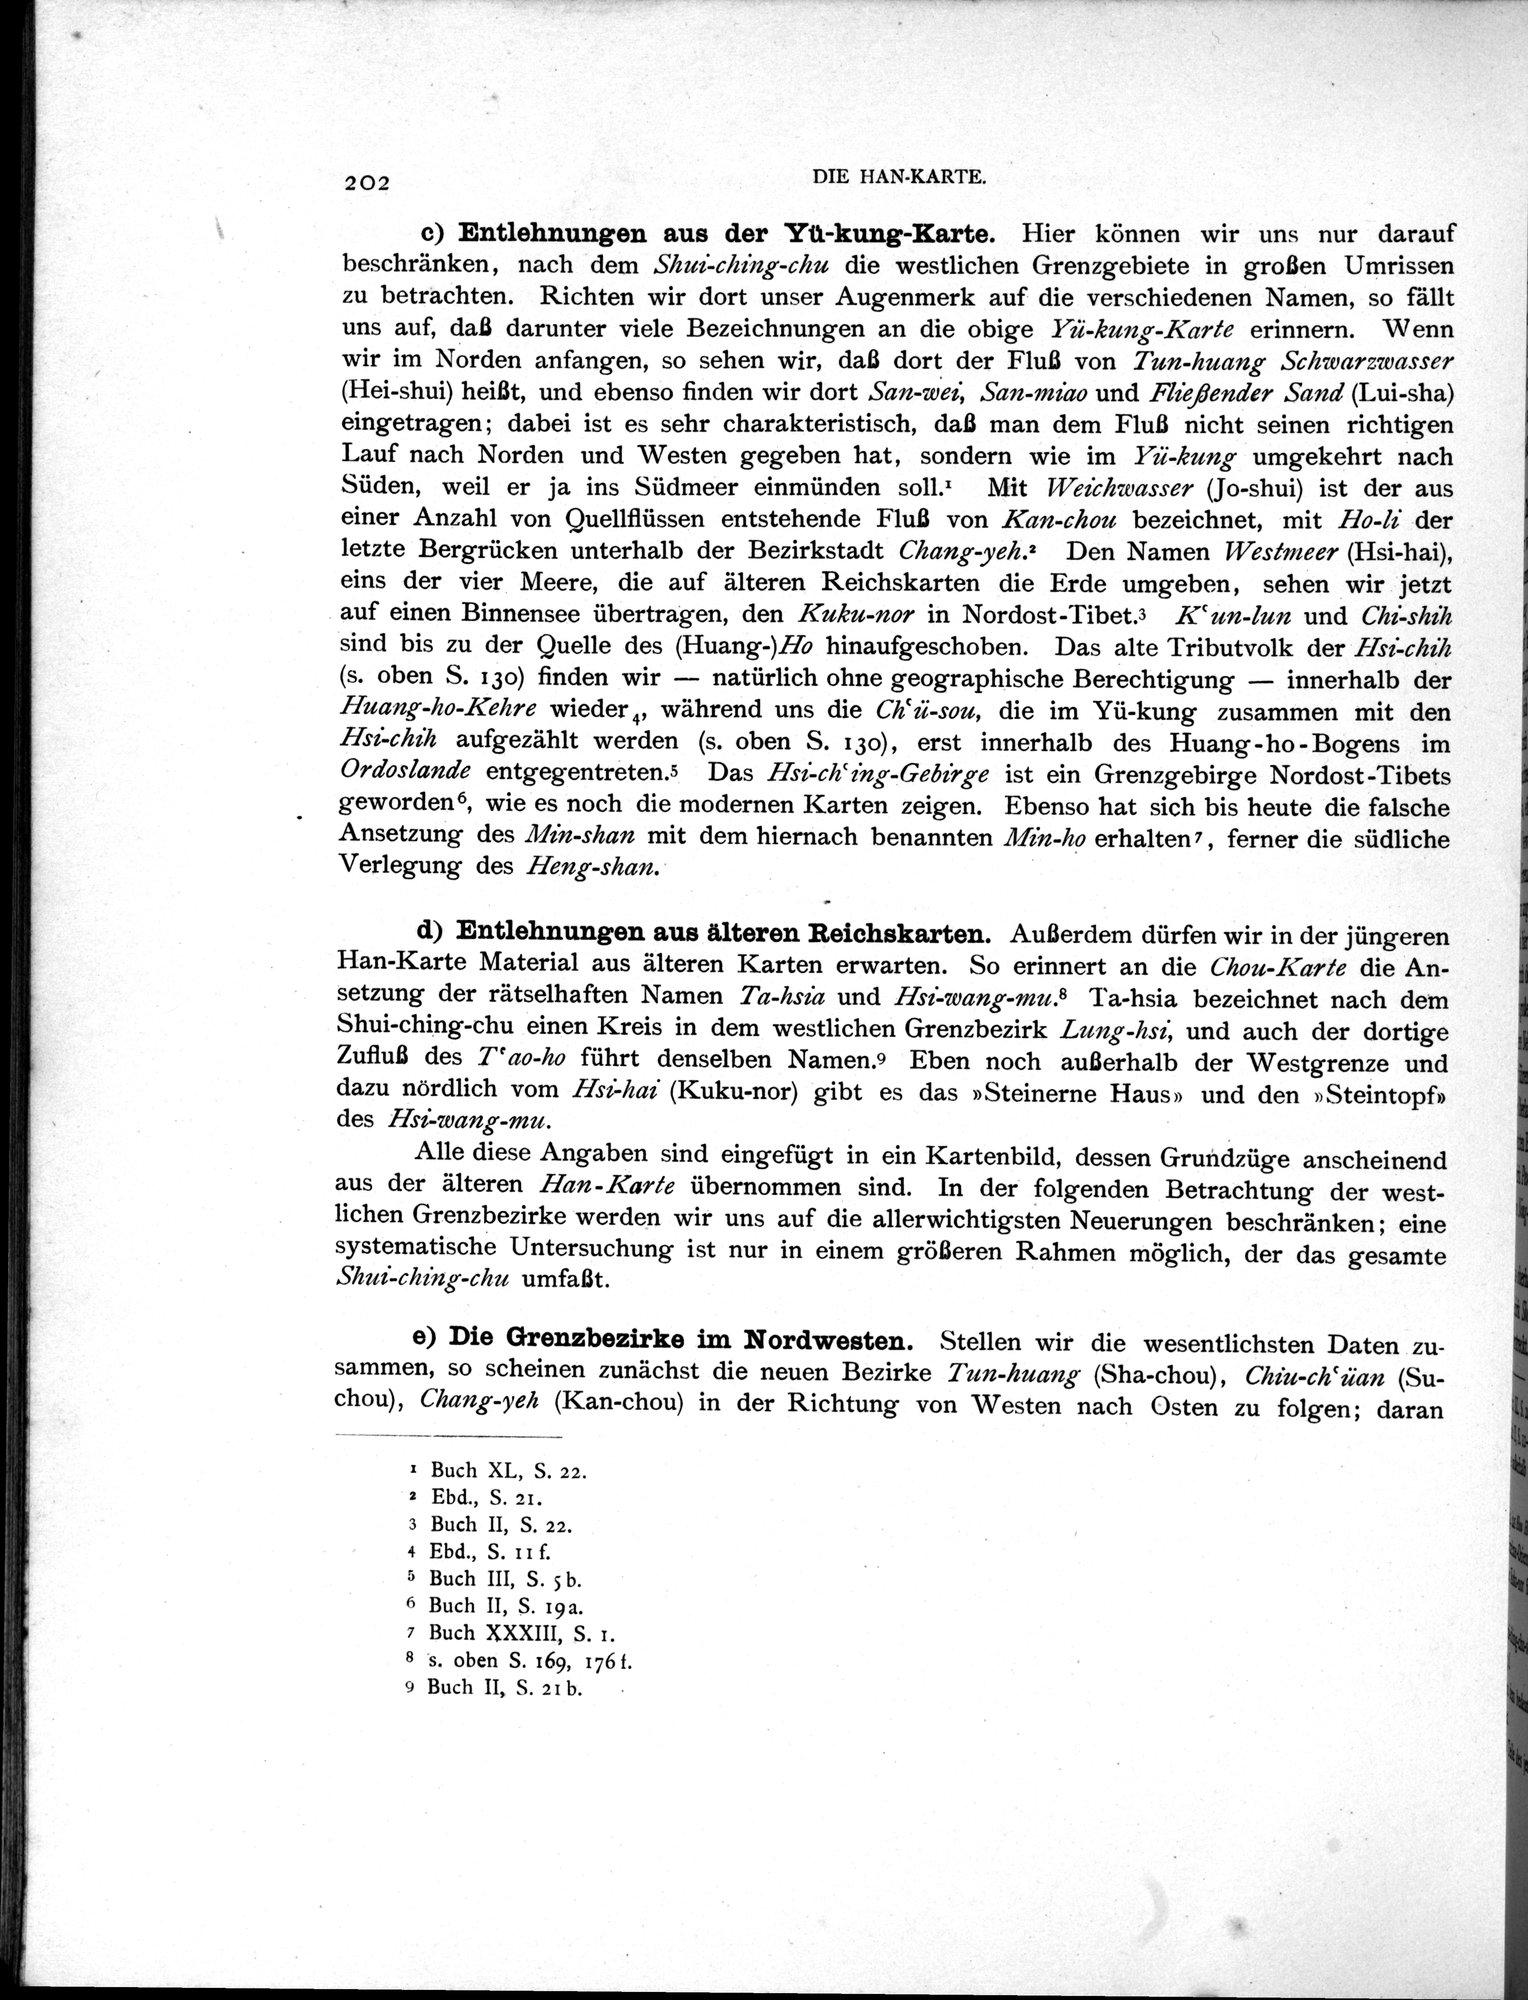 202
DIE HAN-KARTE.
c) Entlehnungen aus der Yü-kung-Karte. Hier können wir uns nur darauf
beschränken, nach dem Shui-ching-chu die westlichen Grenzgebiete in großen Umrissen
zu betrachten. Richten wir dort unser Augenmerk auf die verschiedenen Namen, so fällt
uns auf, daß darunter viele Bezeichnungen an die obige Yü-kung-Karte erinnern. Wenn
wir im Norden anfangen, so sehen wir, daß dort der Fluß von Tun-huang Schwarzwasser
(Hei-shui) heißt, und ebenso finden wir dort San-wei, San-miao und Fließender Sand (Lui-sha)
eingetragen; dabei ist es sehr charakteristisch, daß man dem Fluß nicht seinen richtigen
Lauf nach Norden und Westen gegeben hat, sondern wie im Yü-kung umgekehrt nach
Süden, weil er ja ins Südmeer einmünden soll.¹ Mit Weichwasser (Jo-shui) ist der aus
einer Anzahl von Quellflüssen entstehende Fluß von Kan-chou bezeichnet, mit Ho-li der
letzte Bergrücken unterhalb der Bezirkstadt Chang-yeh.² Den Namen Westmeer (Hsi-hai),
eins der vier Meere, die auf älteren Reichskarten die Erde umgeben, sehen wir jetzt
auf einen Binnensee übertragen, den Kuku-nor in Nordost-Tibet.³ Kʿun-lun und Chi-shih
sind bis zu der Quelle des (Huang-)Ho hinaufgeschoben. Das alte Tributvolk der Hsi-chih
(s. oben S. 130) finden wir — natürlich ohne geographische Berechtigung — innerhalb der
Huang-ho-Kehre wieder₄, während uns die Chʿü-sou, die im Yü-kung zusammen mit den
Hsi-chih aufgezählt werden (s. oben S. 130), erst innerhalb des Huang-ho-Bogens im
Ordoslande entgegentreten.⁵ Das Hsi-chʿing-Gebirge ist ein Grenzgebirge Nordost-Tibets
geworden⁶, wie es noch die modernen Karten zeigen. Ebenso hat sich bis heute die falsche
Ansetzung des Min-shan mit dem hiernach benannten Min-ho erhalten⁷, ferner die südliche
Verlegung des Heng-shan.
d) Entlehnungen aus älteren Reichskarten. Außerdem dürfen wir in der jüngeren
Han-Karte Material aus älteren Karten erwarten. So erinnert an die Chou-Karte die An-
setzung der rätselhaften Namen Ta-hsia und Hsi-wang-mu.⁸ Ta-hsia bezeichnet nach dem
Shui-ching-chu einen Kreis in dem westlichen Grenzbezirk Lung-hsi, und auch der dortige
Zufluß des Tʿao-ho führt denselben Namen.⁹ Eben noch außerhalb der Westgrenze und
dazu nördlich vom Hsi-hai (Kuku-nor) gibt es das »Steinerne Haus» und den »Steintopf»
des Hsi-wang-mu.
Alle diese Angaben sind eingefügt in ein Kartenbild, dessen Grundzüge anscheinend
aus der älteren Han-Karte übernommen sind. In der folgenden Betrachtung der west-
lichen Grenzbezirke werden wir uns auf die allerwichtigsten Neuerungen beschränken; eine
systematische Untersuchung ist nur in einem größeren Rahmen möglich, der das gesamte
Shui-ching-chu umfaßt.
e) Die Grenzbezirke im Nordwesten. Stellen wir die wesentlichsten Daten zu-
sammen, so scheinen zunächst die neuen Bezirke Tun-huang (Sha-chou), Chiu-chʿüan (Su-
chou), Chang-yeh (Kan-chou) in der Richtung von Westen nach Osten zu folgen; daran
¹ Buch XL, S. 22.
² Ebd., S. 21.
³ Buch II, S. 22.
⁴ Ebd., S. 11 f.
⁵ Buch III, S. 5 b.
⁶ Buch II, S. 19a.
⁷ Buch XXXIII, S. 1.
⁸ s. oben S. 169, 176 f.
⁹ Buch II, S. 21 b.